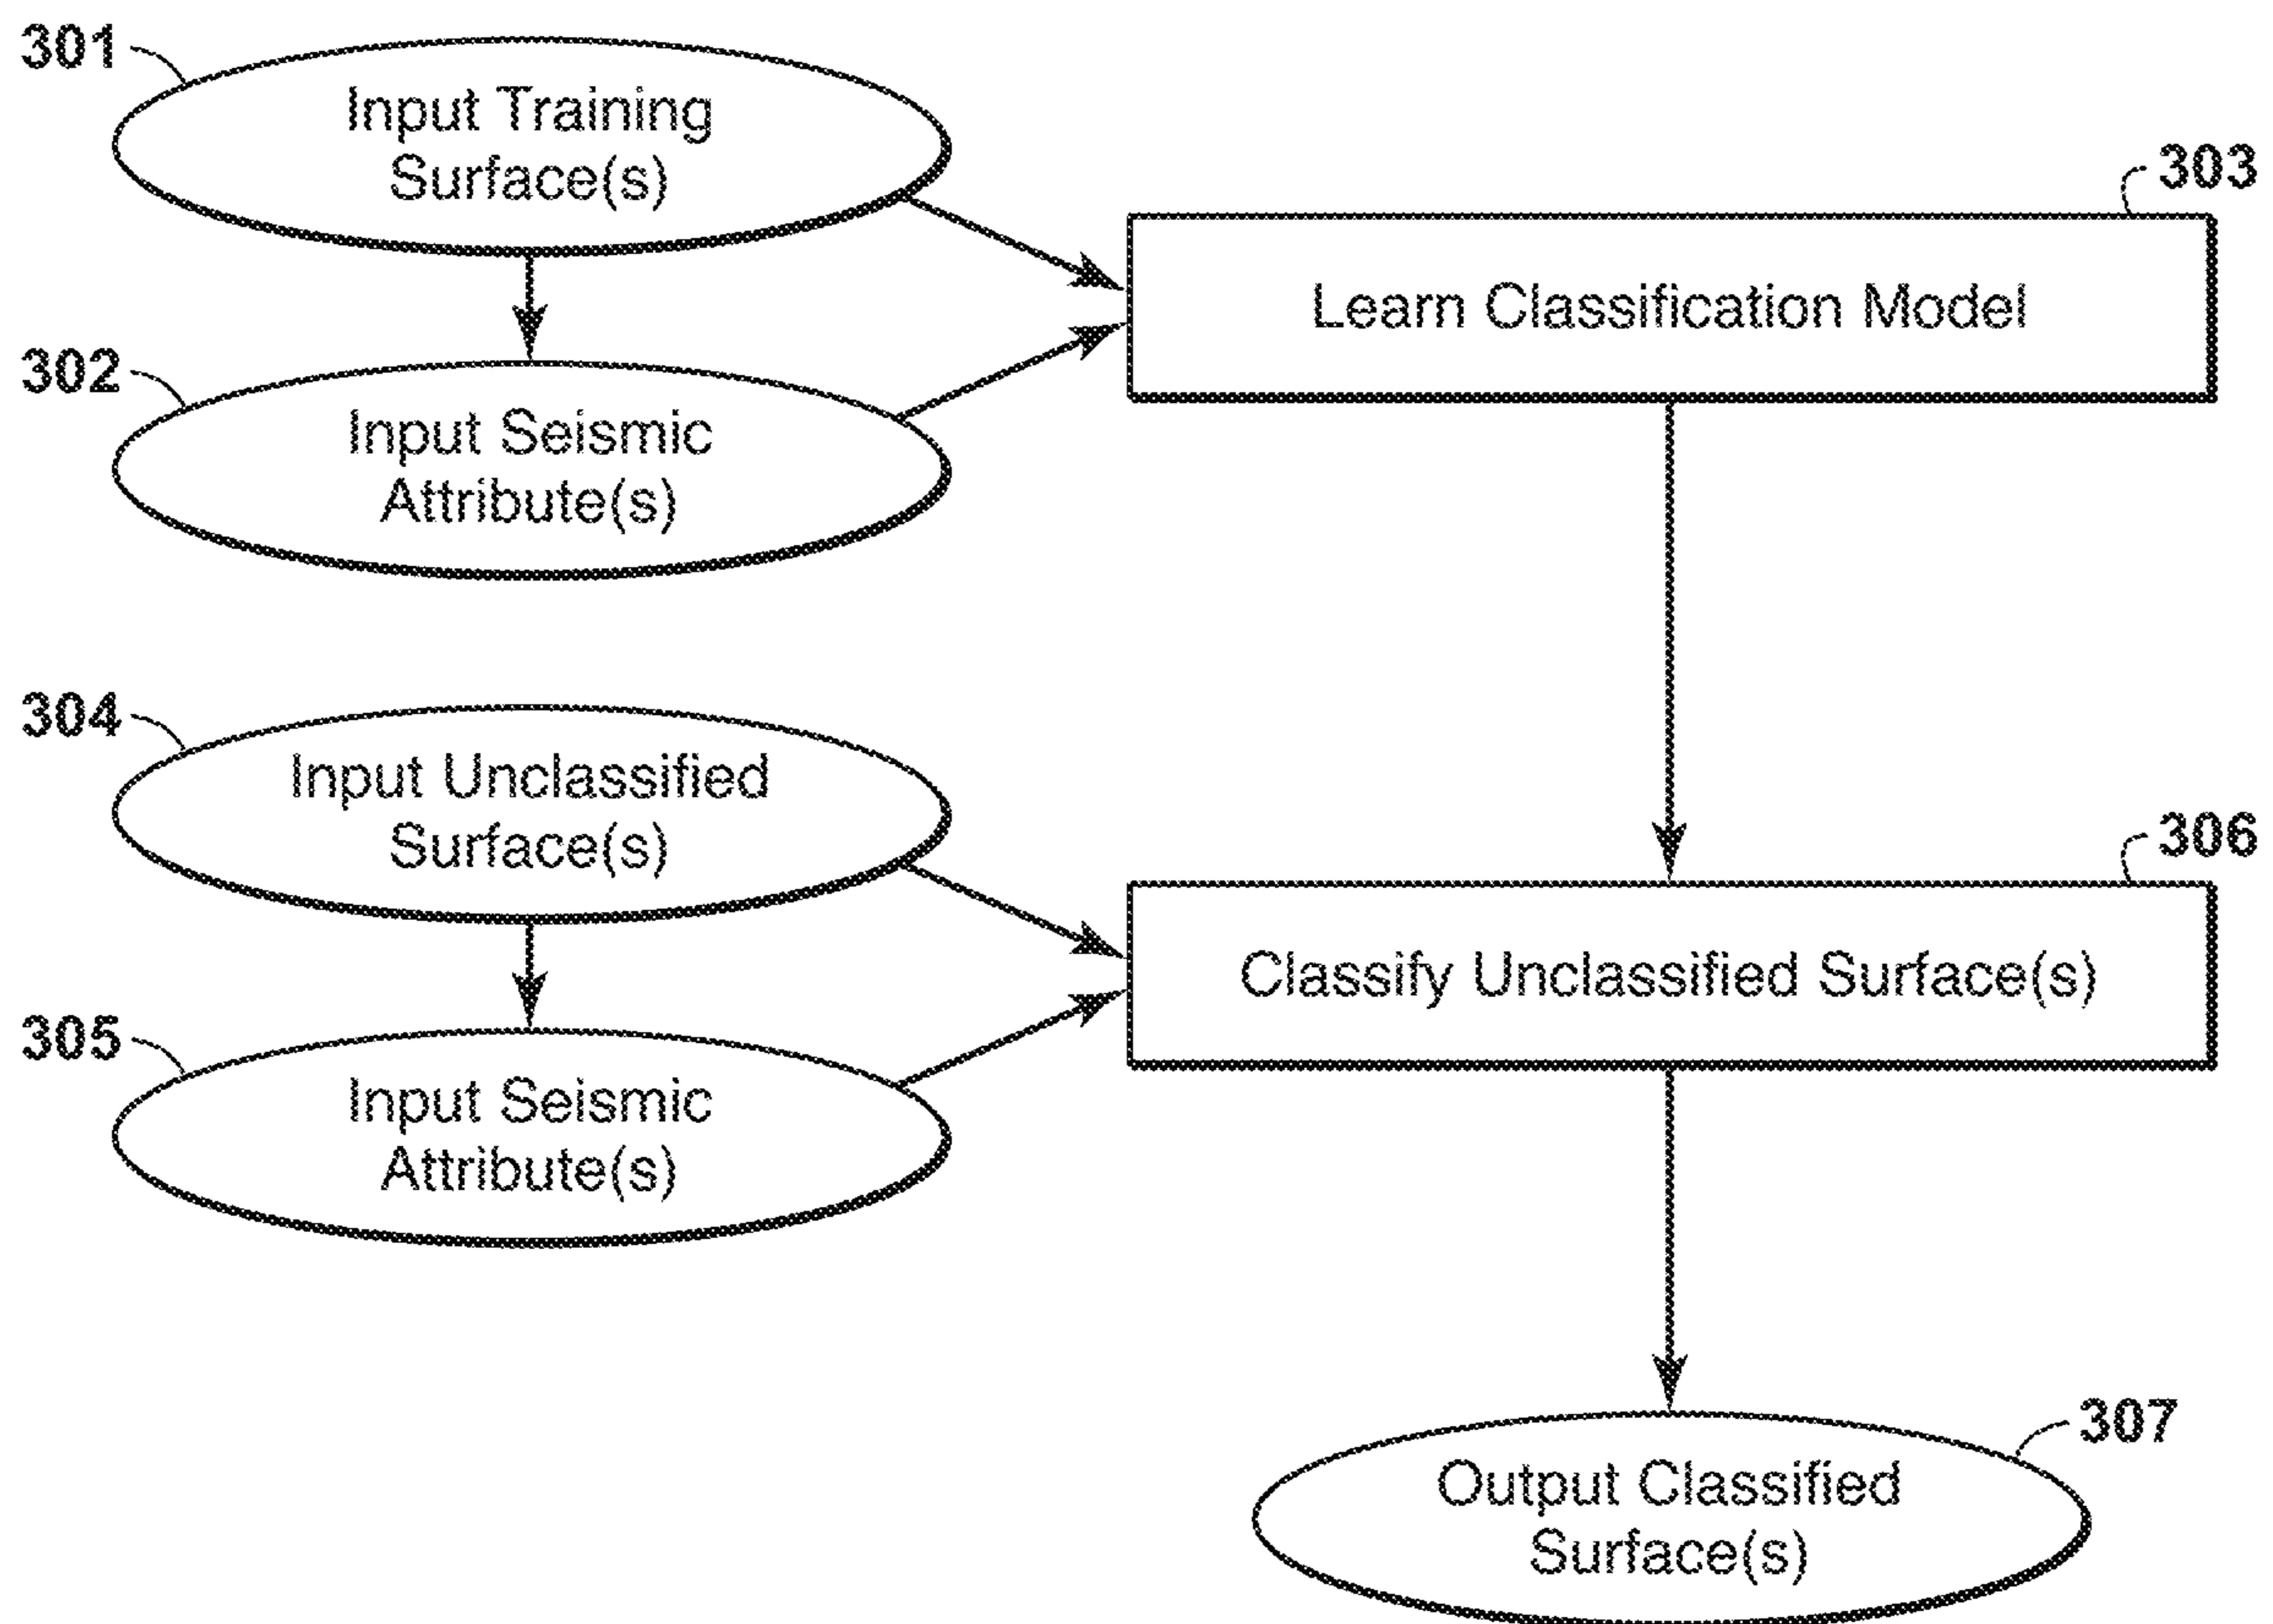 301
Input Training
Surface(s)
303
Learn Classification Model
302
Input Seismic
Attribute(s)
304
Input Unclassified
Surface(s)
306
Classify Unclassified Surface(s)
305
Input Seismic
Attribute(s)
307
Output Classified
Surface(s)